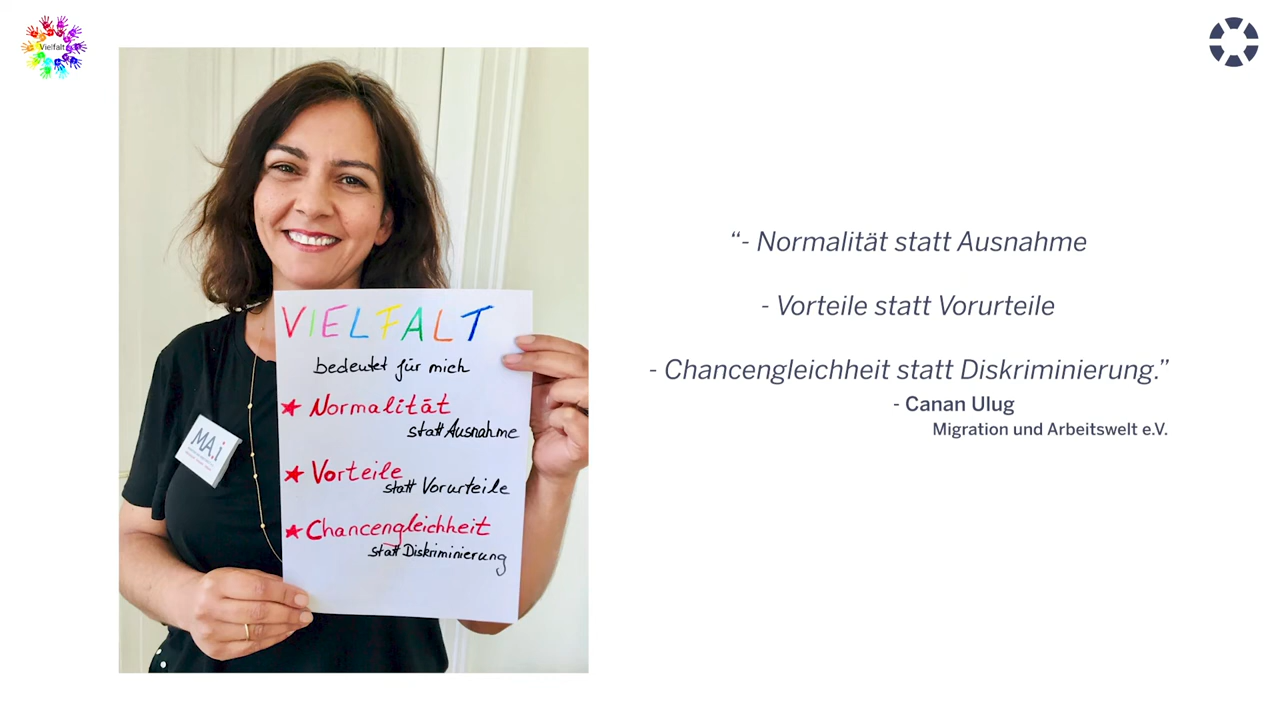 Vielfalt
VIELFALT
bedeutet für mich
Normalität
statt Ausnahme
Vorteile
statt Vorurteile
Chancengleichheit
statt Diskriminierung
MA.i
“- Normalität statt Ausnahme
- Vorteile statt Vorurteile
- Chancengleichheit statt Diskriminierung.”
- Canan Ulug
Migration und Arbeitswelt e.V.